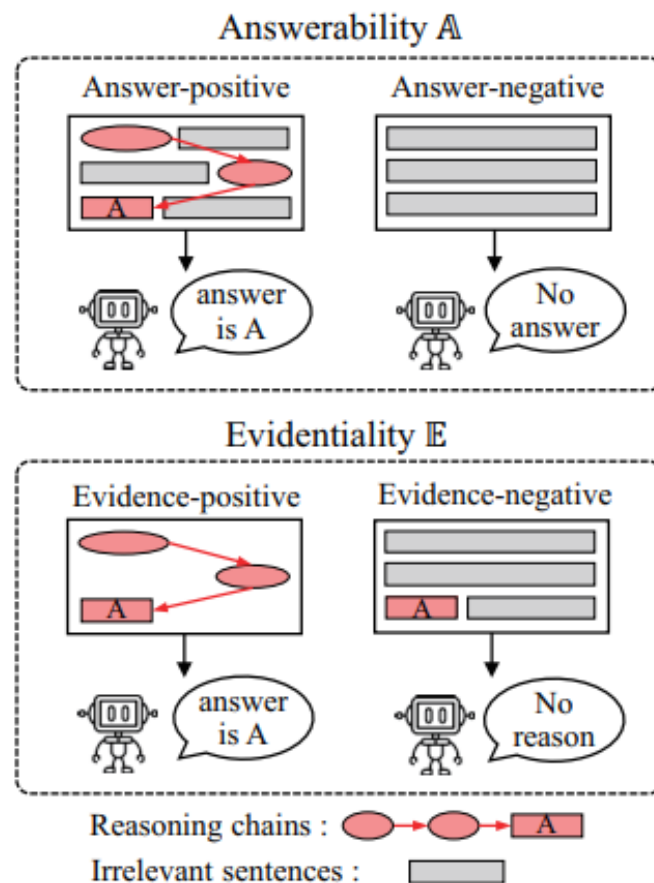 Answerability 𝔸
Answer-positive
Answer-negative
A
answer
is A
No
answer
Evidentiality 𝔼
Evidence-positive
Evidence-negative
A
A
answer
is A
No
reason
Reasoning chains :
A
Irrelevant sentences :